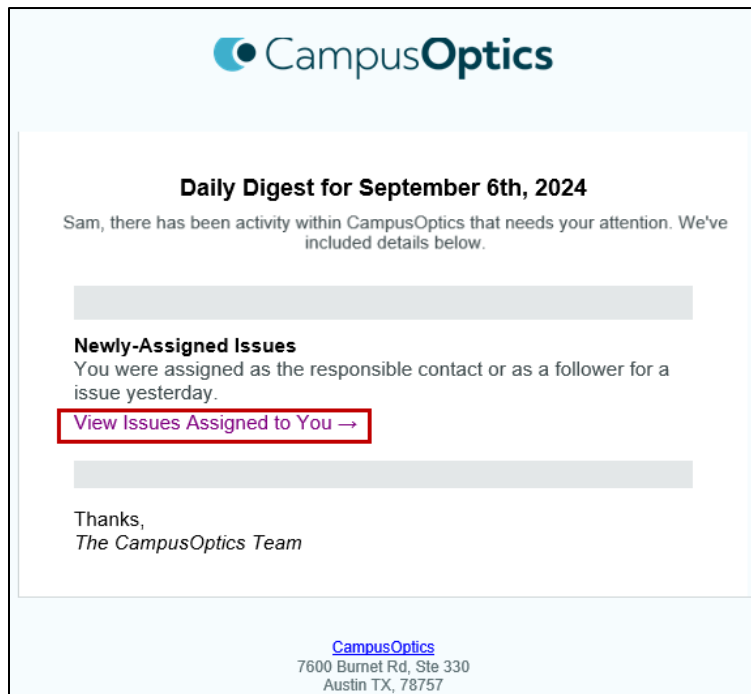 CampusOptics
Daily Digest for September 6th, 2024
Sam, there has been activity within CampusOptics that needs your attention. We've
included details below.
Newly-Assigned Issues
You were assigned as the responsible contact or as a follower for a
issue yesterday.
View Issues Assigned to You →
Thanks,
The CampusOptics Team
CampusOptics
7600 Burnet Rd, Ste 330
Austin TX, 78757